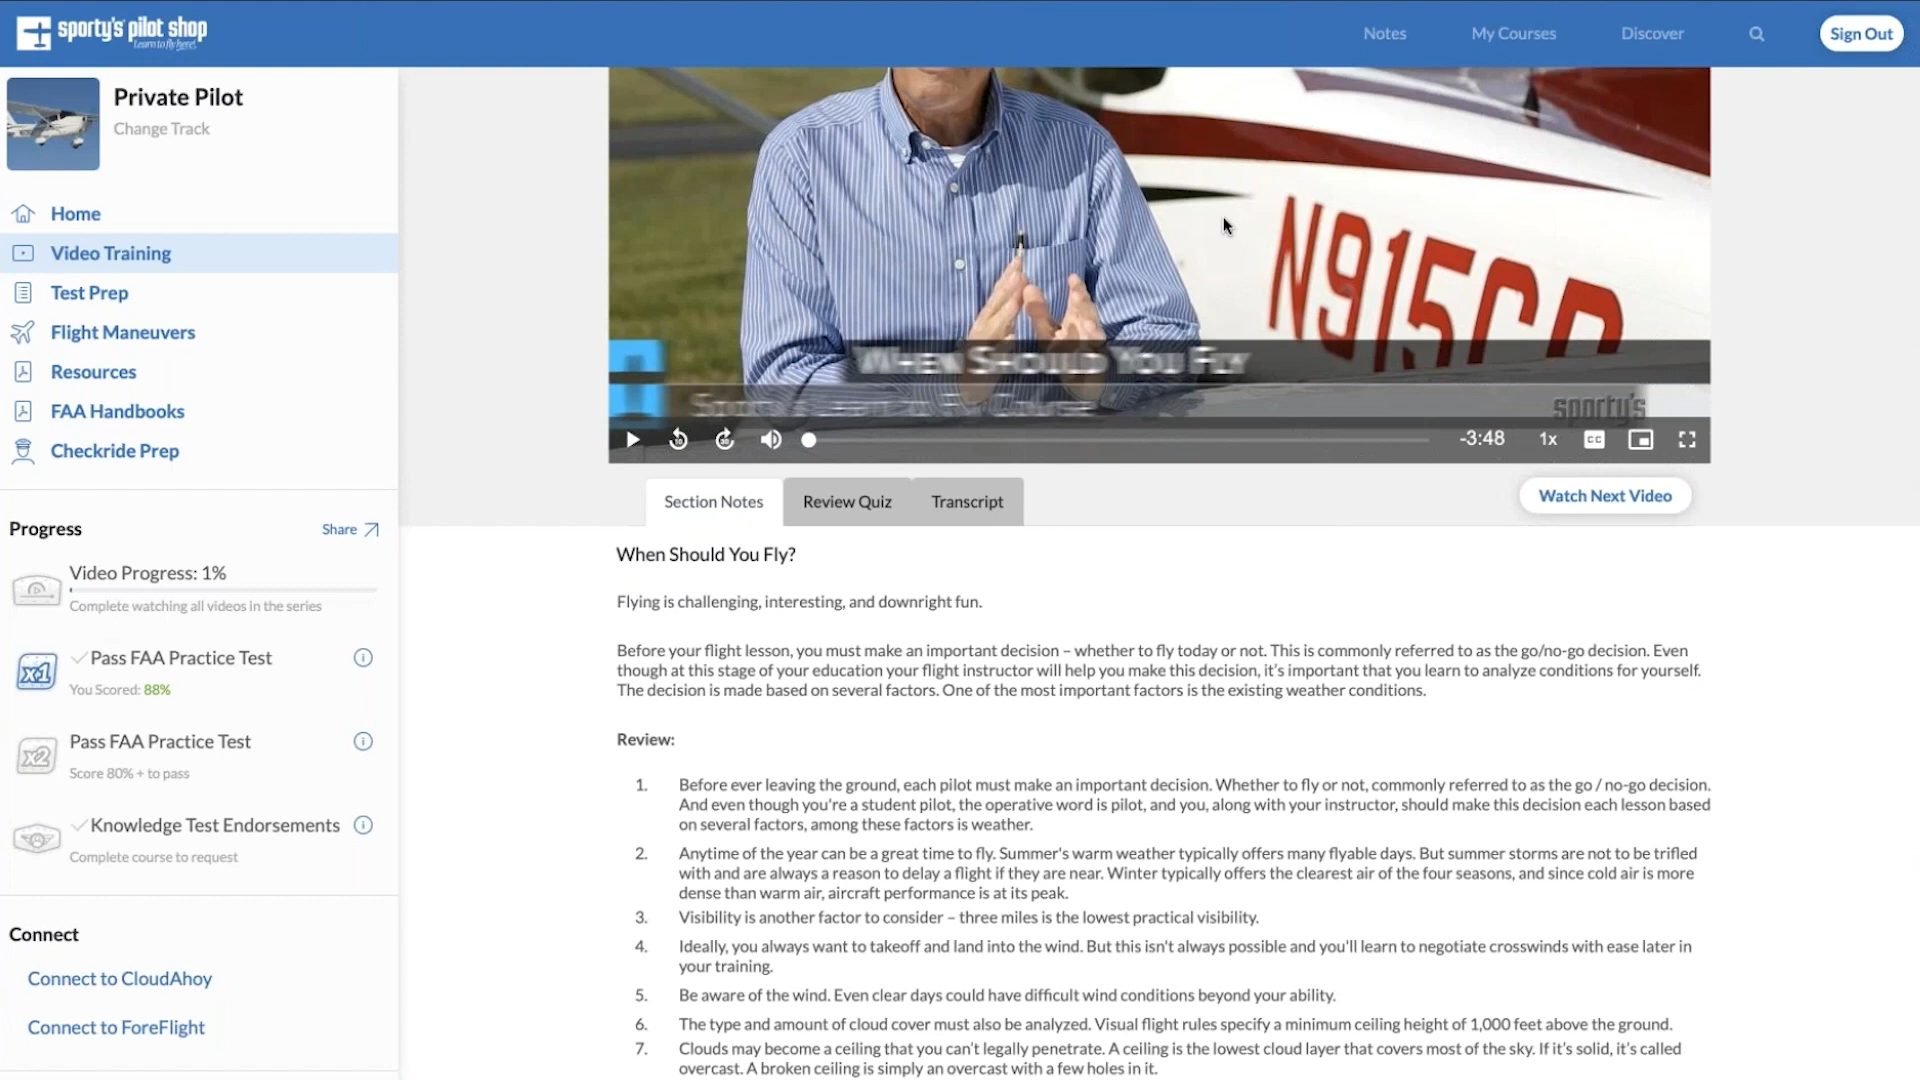 sporty's pilot shop
Learn to fly here!
Notes
My Courses
Discover
Sign Out
Private Pilot
Change Track
Home
Video Training
Test Prep
Flight Maneuvers
Resources
FAA Handbooks
Checkride Prep
Progress
Share
Video Progress: 1%
Complete watching all videos in the series
x1
Pass FAA Practice Test
You Scored: 88%
x2
Pass FAA Practice Test
Score 80% + to pass
Knowledge Test Endorsements
Complete course to request
Connect
Connect to CloudAhoy
Connect to ForeFlight
N915C
When Should You Fly
Sporty's Learn to Fly Course
sporty's
10
30
-3:48
1x
CC
Section Notes
Review Quiz
Transcript
Watch Next Video
When Should You Fly?
Flying is challenging, interesting, and downright fun.
Before your flight lesson, you must make an important decision – whether to fly today or not. This is commonly referred to as the go/no-go decision. Even
though at this stage of your education your flight instructor will help you make this decision, it's important that you learn to analyze conditions for yourself.
The decision is made based on several factors. One of the most important factors is the existing weather conditions.
Review:
1. Before ever leaving the ground, each pilot must make an important decision. Whether to fly or not, commonly referred to as the go / no-go decision.
And even though you're a student pilot, the operative word is pilot, and you, along with your instructor, should make this decision each lesson based
on several factors, among these factors is weather.
2. Anytime of the year can be a great time to fly. Summer's warm weather typically offers many flyable days. But summer storms are not to be trifled
with and are always a reason to delay a flight if they are near. Winter typically offers the clearest air of the four seasons, and since cold air is more
dense than warm air, aircraft performance is at its peak.
3. Visibility is another factor to consider – three miles is the lowest practical visibility.
4. Ideally, you always want to takeoff and land into the wind. But this isn't always possible and you'll learn to negotiate crosswinds with ease later in
your training.
5. Be aware of the wind. Even clear days could have difficult wind conditions beyond your ability.
6. The type and amount of cloud cover must also be analyzed. Visual flight rules specify a minimum ceiling height of 1,000 feet above the ground.
7. Clouds may become a ceiling that you can't legally penetrate. A ceiling is the lowest cloud layer that covers most of the sky. If it's solid, it's called
overcast. A broken ceiling is simply an overcast with a few holes in it.